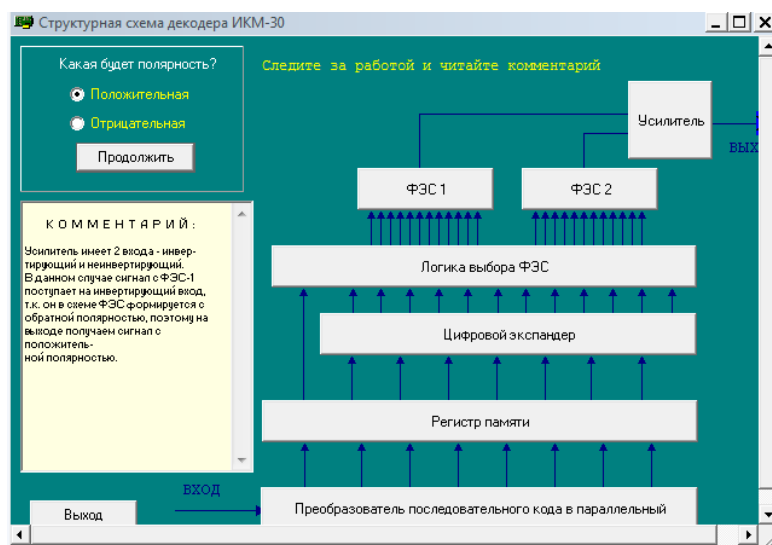 Структурная схема декодера ИКМ-30
Какая будет полярность?
Положительная
Отрицательная
Продолжить
Следите за работой и читайте комментарий
Усилитель
ВЫХ
ФЭС 1
ФЭС 2
КОММЕНТАРИЙ:
Усилитель имеет 2 входа - инвер-
тирующий и неинвертирующий.
В данном случае сигнал с ФЭС-1
поступает на инвертирующий вход,
т.к. он в схеме ФЭС формируется с
обратной полярностью, поэтому на
выходе получаем сигнал с
положитель-
ной полярностью.
Логика выбора ФЭС
Цифровой экспандер
Регистр памяти
ВХОД
Преобразователь последовательного кода в параллельный
Выход